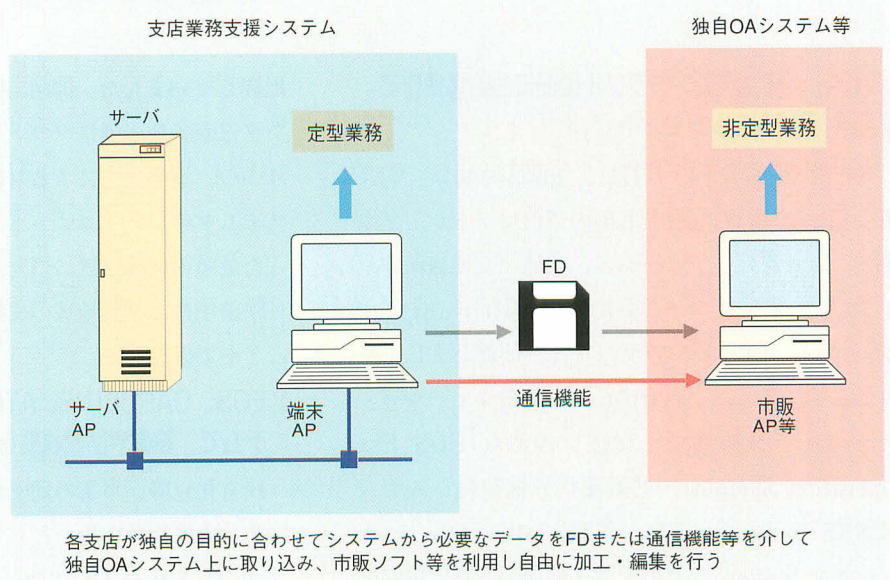 支店業務支援システム
独自OAシステム等
サーバ
定型業務
非定型業務
FD
通信機能
サーバ
AP
端末
AP
市販
AP等
各支店が独自の目的に合わせてシステムから必要なデータをFDまたは通信機能等を介して
独自OAシステム上に取り込み、市販ソフト等を利用し自由に加工・編集を行う